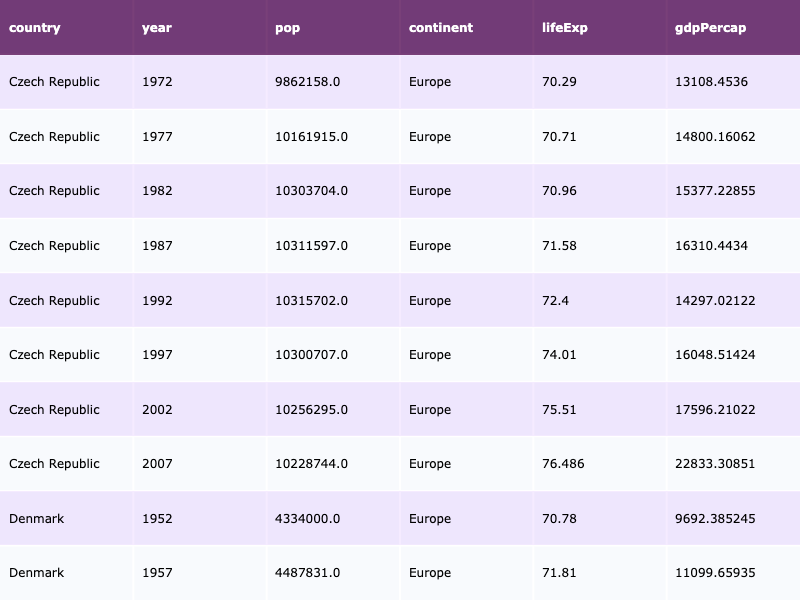 country year pop continent lifeExp gdpPercap
Czech Republic 1972 9862158.0 Europe 70.29 13108.4536
Czech Republic 1977 10161915.0 Europe 70.71 14800.16062
Czech Republic 1982 10303704.0 Europe 70.96 15377.22855
Czech Republic 1987 10311597.0 Europe 71.58 16310.4434
Czech Republic 1992 10315702.0 Europe 72.4 14297.02122
Czech Republic 1997 10300707.0 Europe 74.01 16048.51424
Czech Republic 2002 10256295.0 Europe 75.51 17596.21022
Czech Republic 2007 10228744.0 Europe 76.486 22833.30851
Denmark 1952 4334000.0 Europe 70.78 9692.385245
Denmark 1957 4487831.0 Europe 71.81 11099.65935